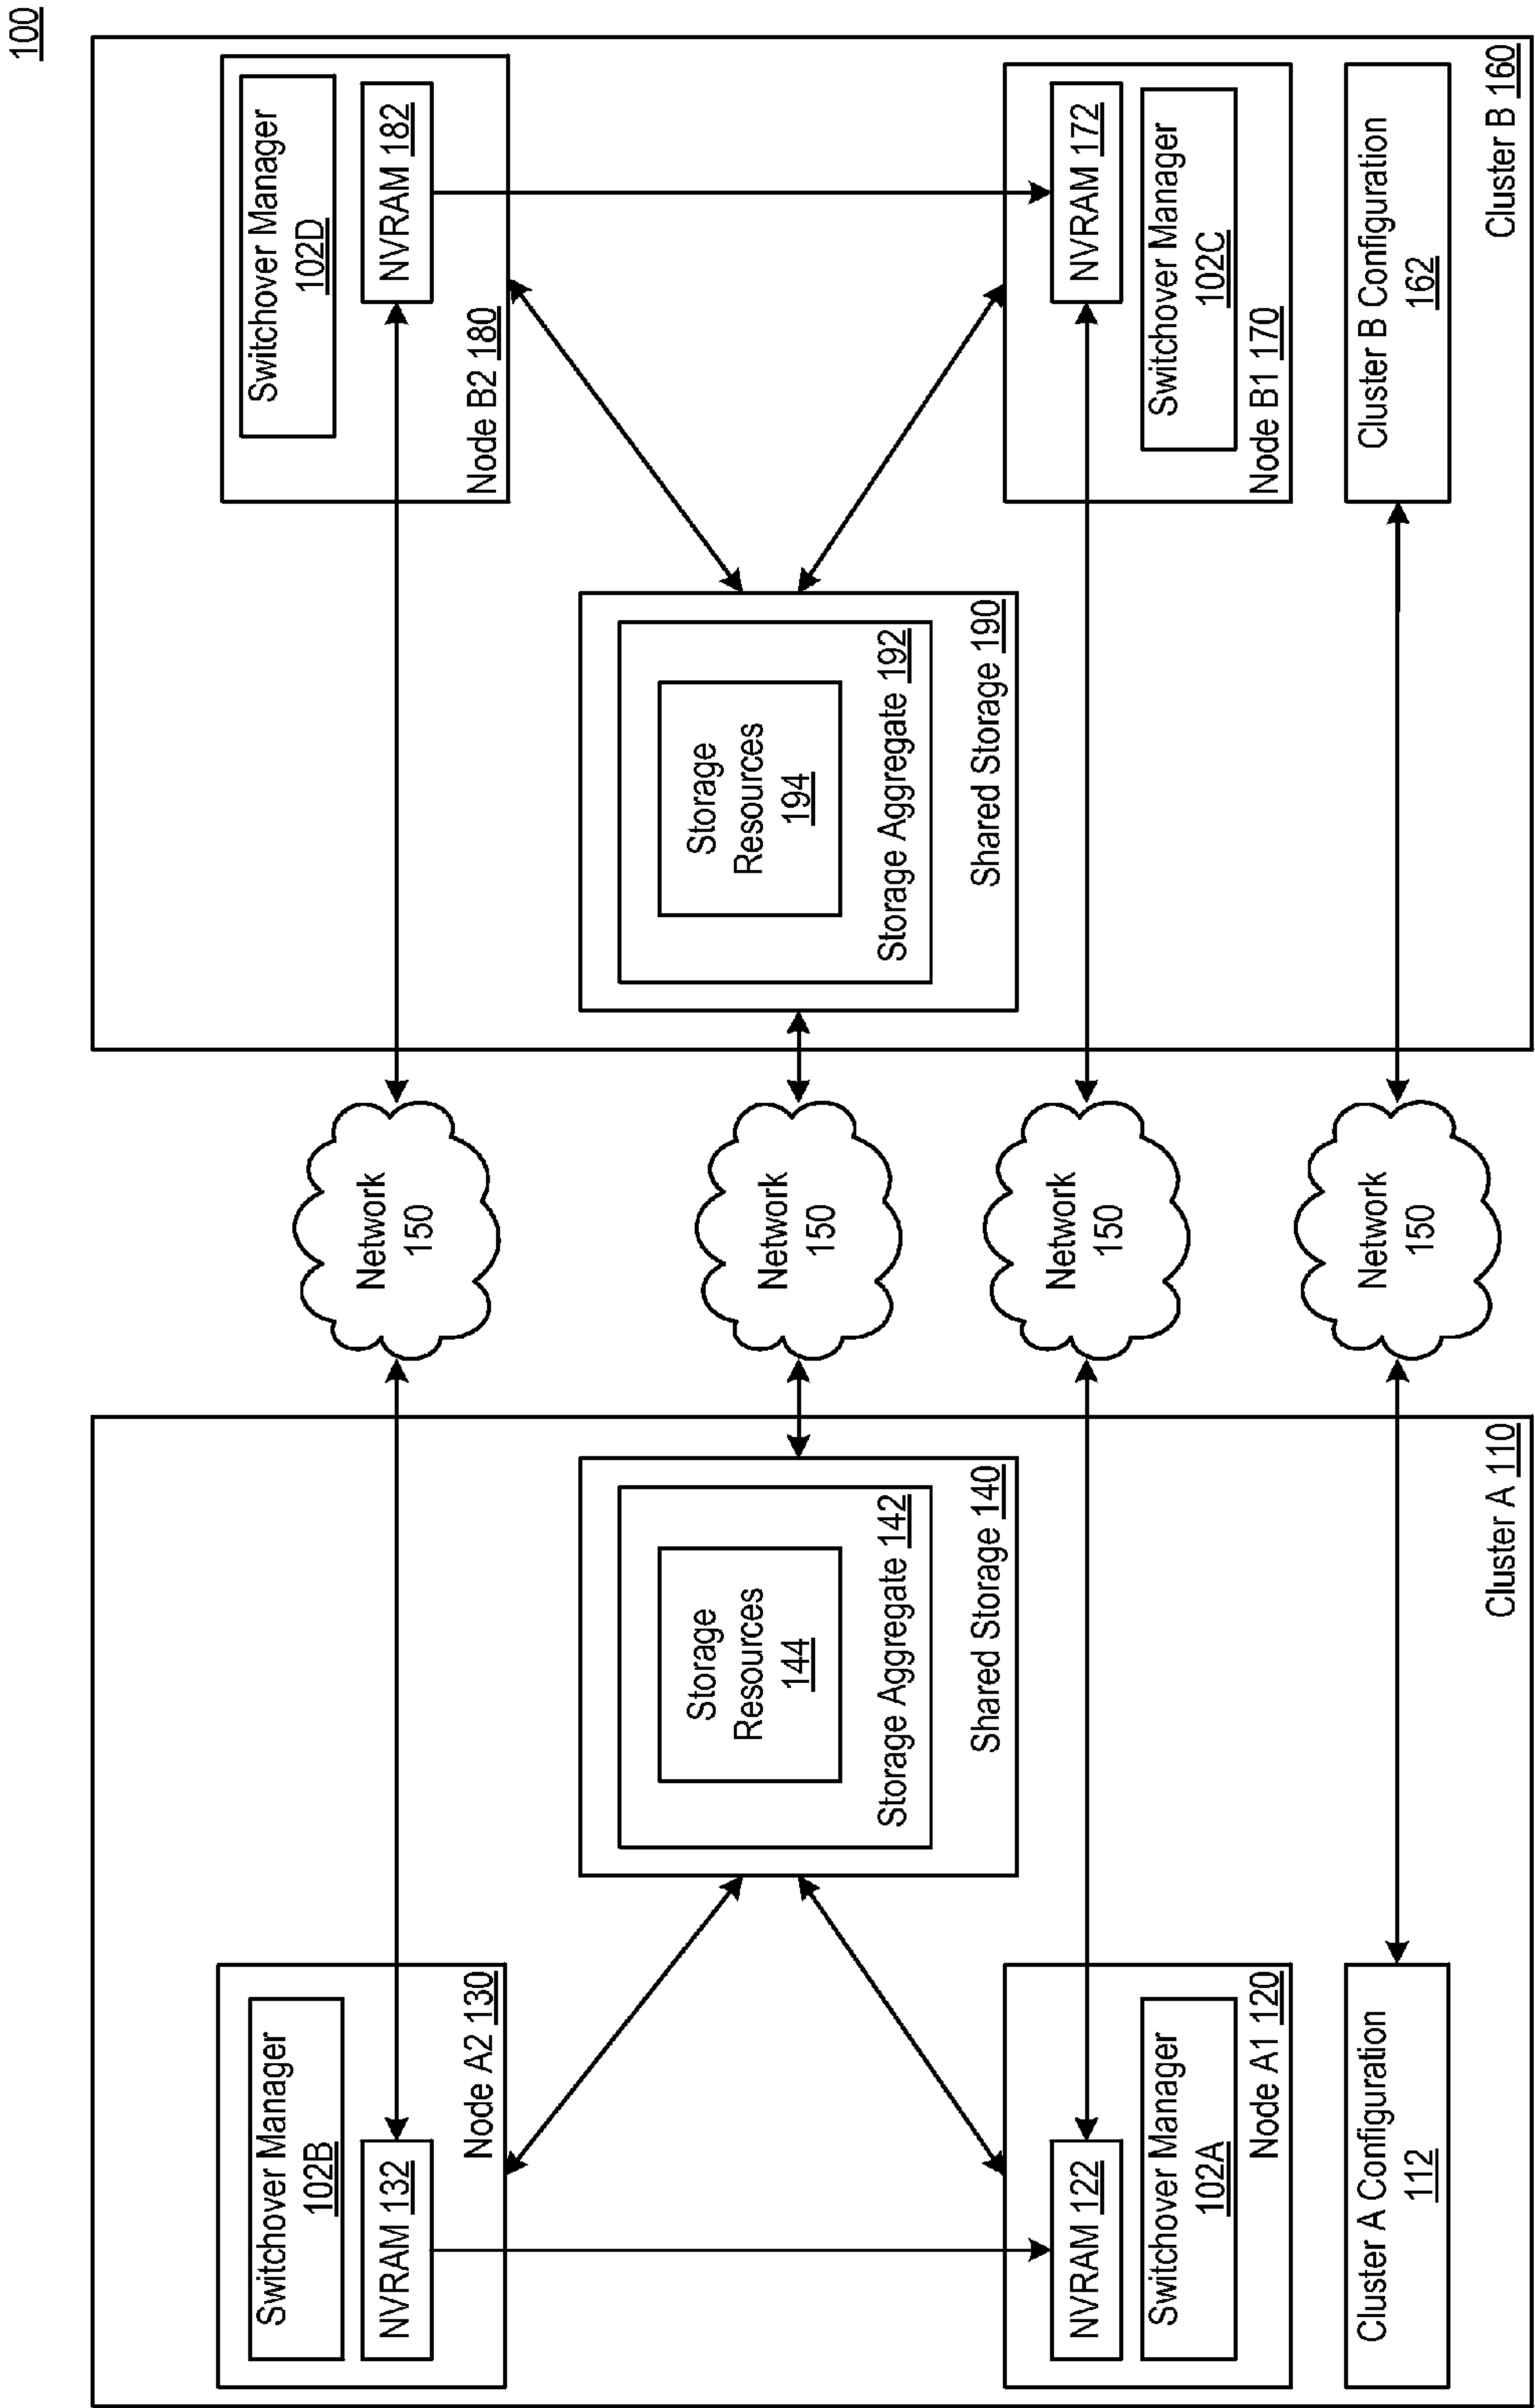 100
Cluster A 110
Node A1 120
NVRAM 122
Switchover Manager
102A
Node A2 130
Switchover Manager
102B
NVRAM 132
Cluster A Configuration
112
Shared Storage 140
Storage Aggregate 142
Storage
Resources
144
Network
150
Network
150
Network
150
Network
150
Cluster B 160
Node B2 180
Switchover Manager
102D
NVRAM 182
Shared Storage 190
Storage Aggregate 192
Storage
Resources
194
Node B1 170
NVRAM 172
Switchover Manager
102C
Cluster B Configuration
162